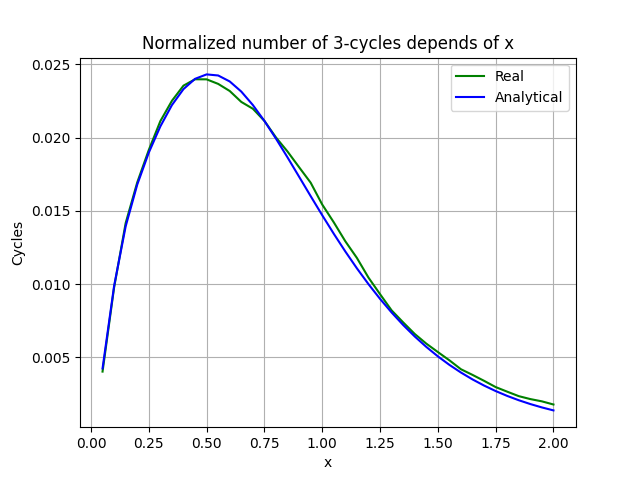 Normalized number of 3-cycles depends of x
Real
Analytical
Cycles
0.025
0.020
0.015
0.010
0.005
0.00 0.25 0.50 0.75 1.00 1.25 1.50 1.75 2.00
x